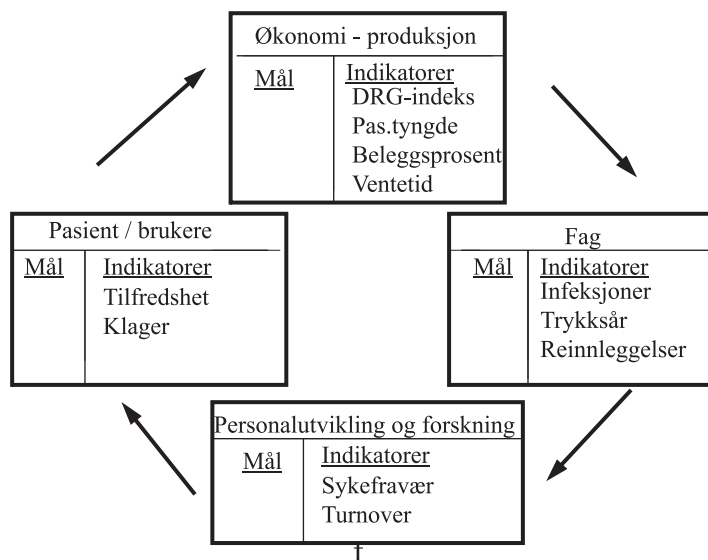 Økonomi - produksjon
Mål
Indikatorer
DRG-indeks
Pas.tyngde
Beleggsprosent
Ventetid
Pasient / brukere
Mål
Indikatorer
Tilfredshet
Klager
Fag
Mål
Indikatorer
Infeksjoner
Trykksår
Reinnleggelser
Personalutvikling og forskning
Mål
Indikatorer
Sykefravær
Turnover